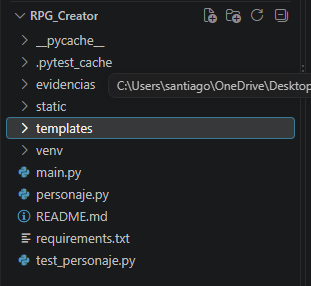 RPG_Creator
__pycache__
.pytest_cache
evidencias
C:\Users\santiago\OneDrive\Desktop
static
templates
venv
main.py
personaje.py
README.md
requirements.txt
test_personaje.py